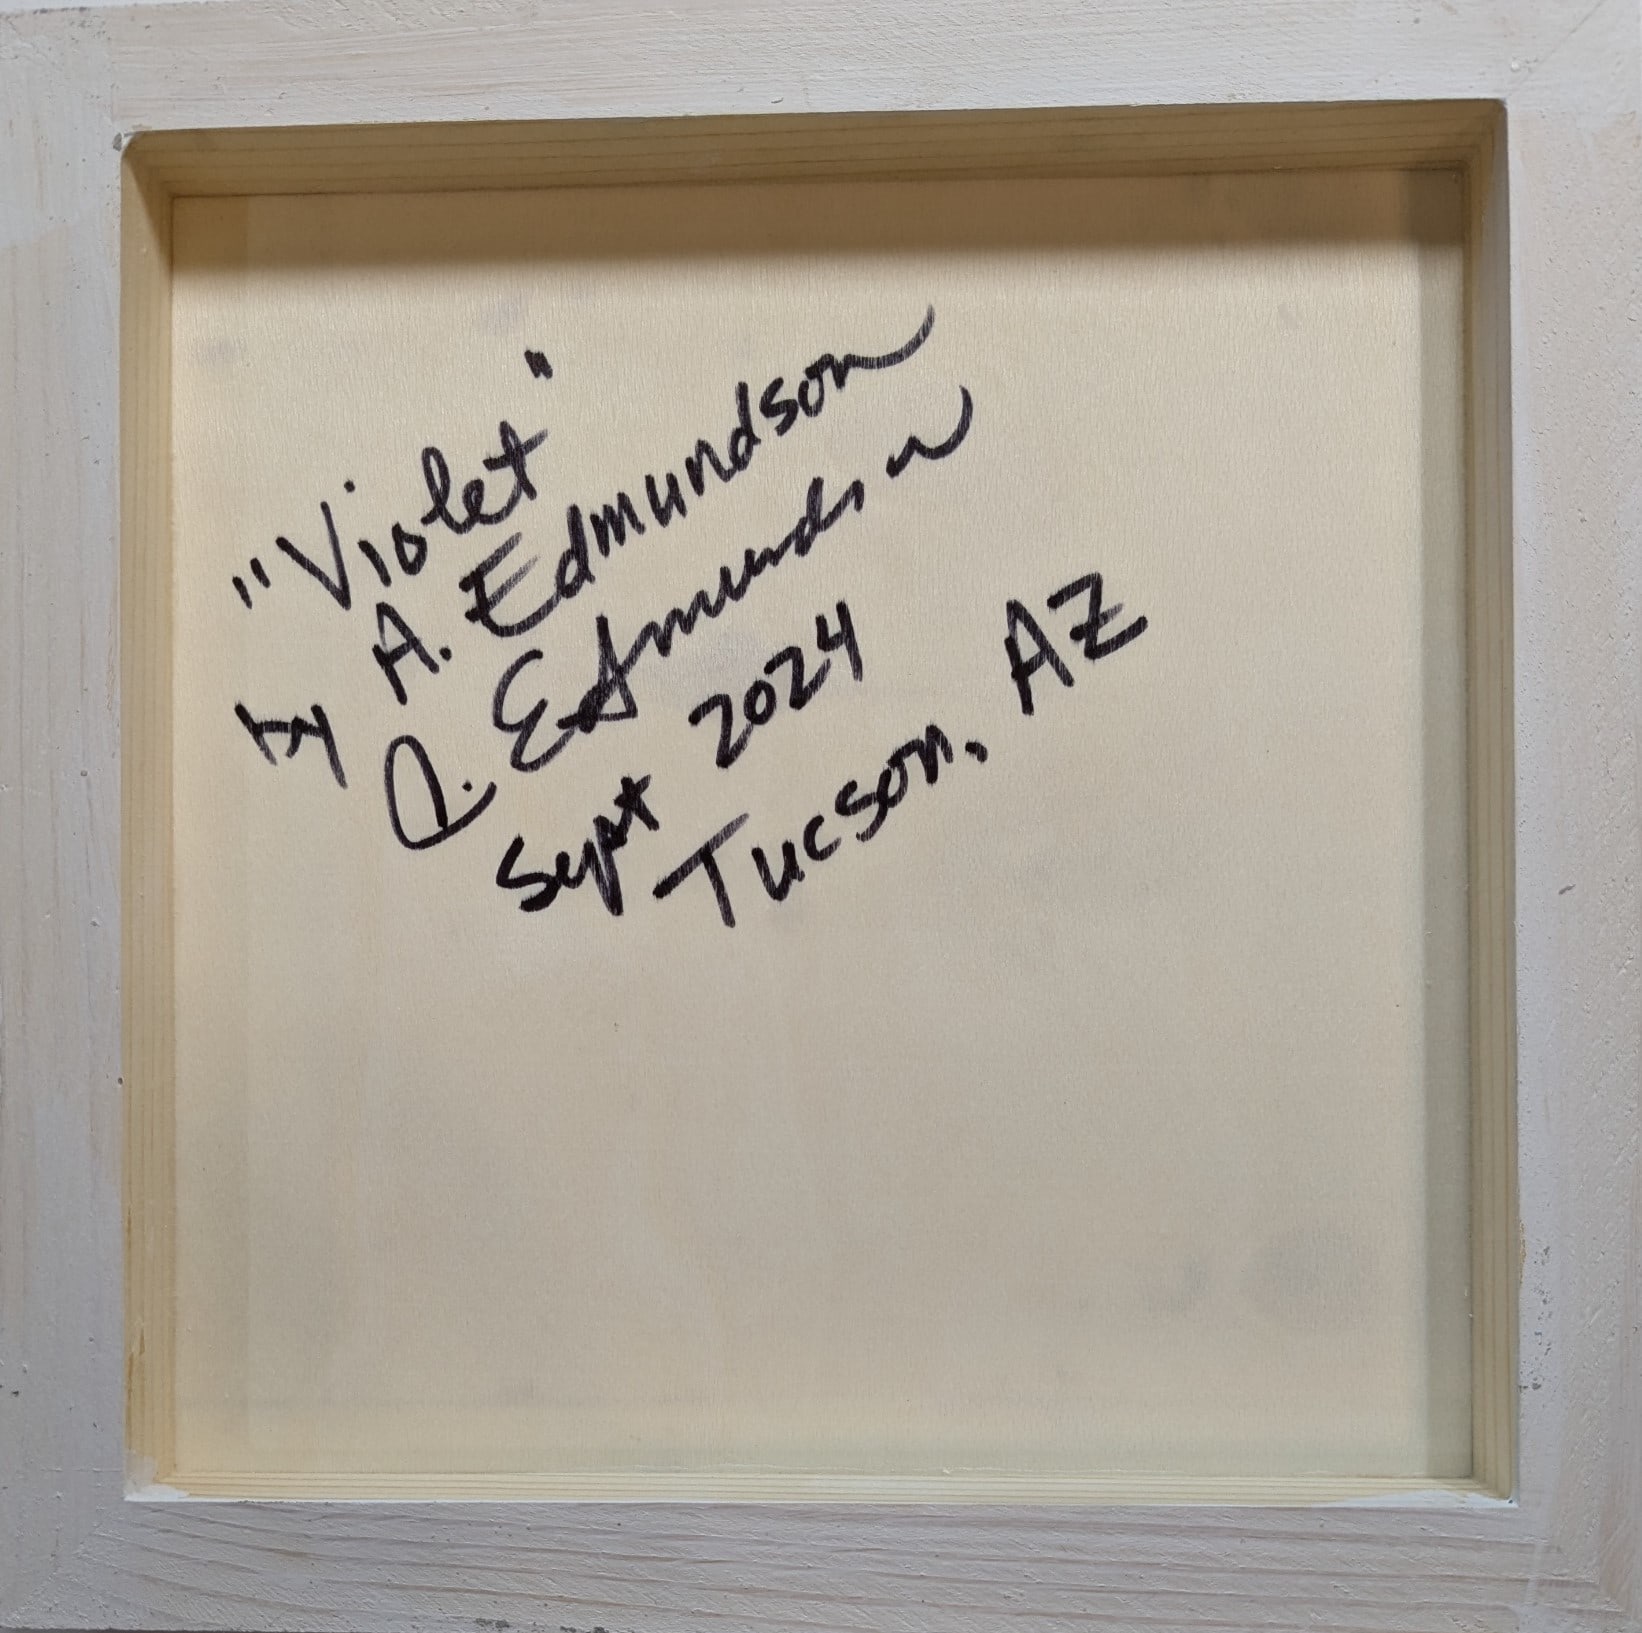 "Violet"
by A. Edmundson
A. Edmundson
Sept 2024
Tucson, AZ